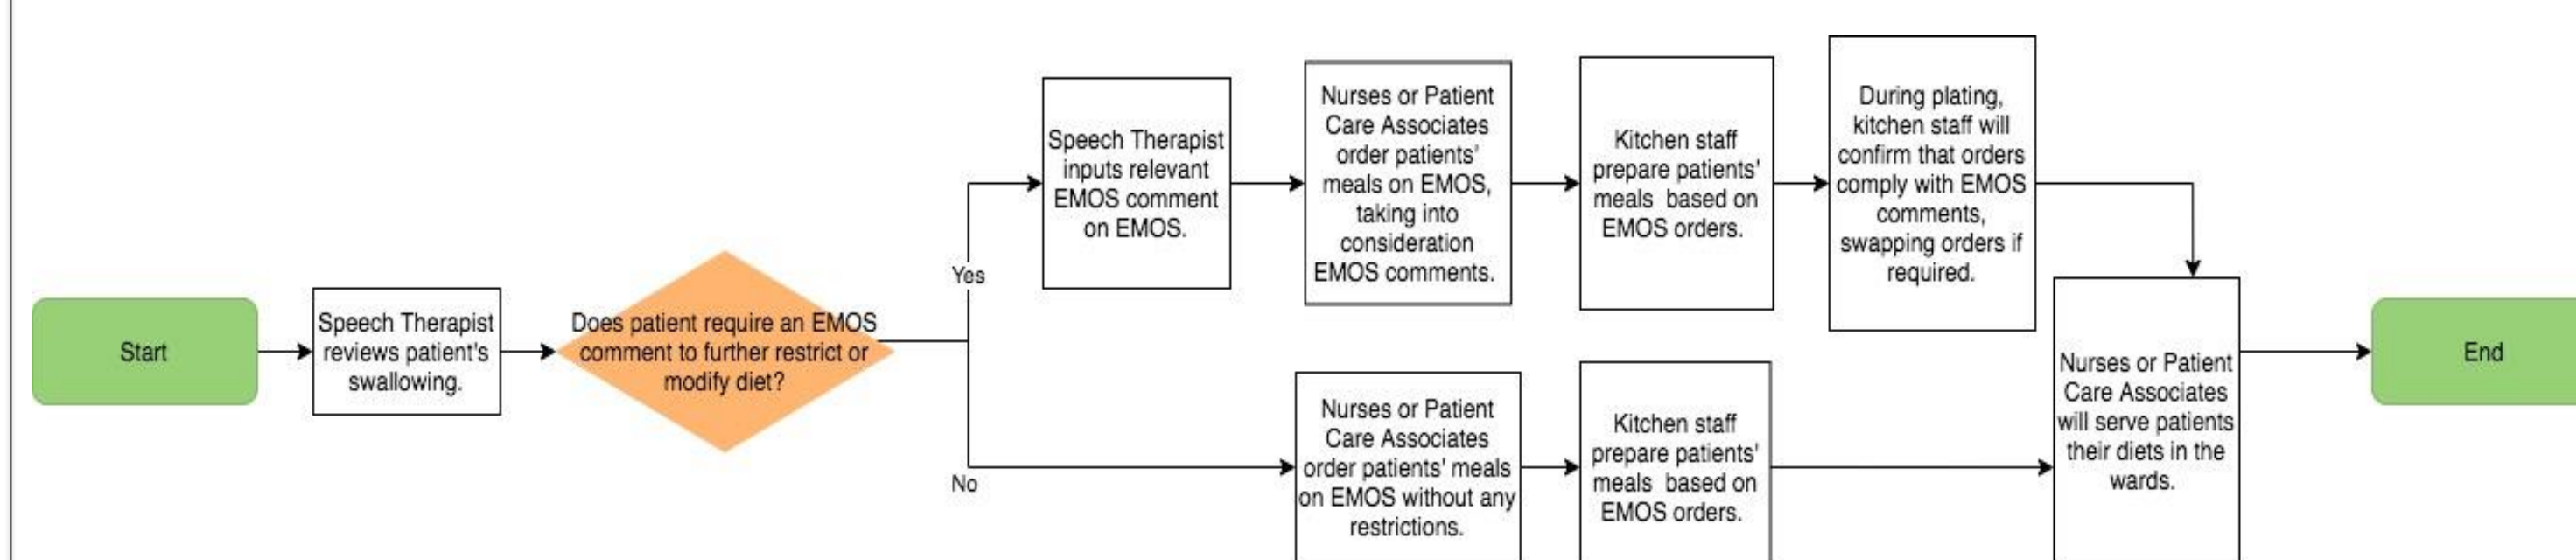 Start
Speech Therapist
reviews patient's
swallowing.
Does patient require an EMOS
comment to further restrict or
modify diet?
Yes
Speech Therapist
inputs relevant
EMOS comment
on EMOS.
Nurses or Patient
Care Associates
order patients'
meals on EMOS,
taking into
consideration
EMOS comments.
Kitchen staff
prepare patients'
meals  based on
EMOS orders.
During plating,
kitchen staff will
confirm that orders
comply with EMOS
comments,
swapping orders if
required.
No
Nurses or Patient
Care Associates
order patients' meals
on EMOS without any
restrictions.
Kitchen staff
prepare patients'
meals  based on
EMOS orders.
Nurses or Patient
Care Associates
will serve patients
their diets in the
wards.
End